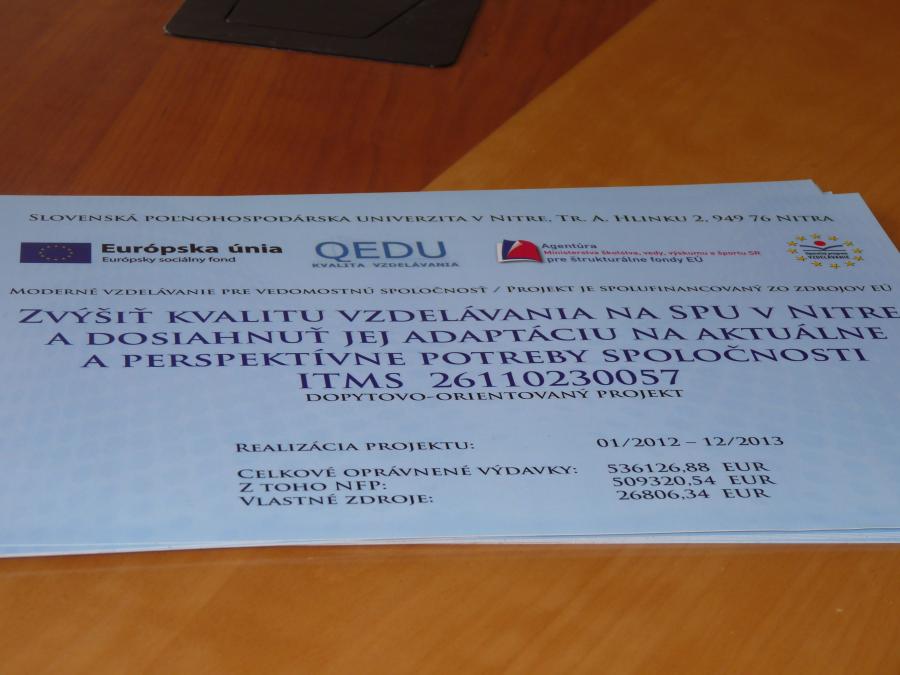 Slovenská poľnohospodárska univerzita v Nitre, Tr. A. Hlinku 2, 949 76 Nitra
Európska únia
Európsky sociálny fond
QEDU
KVALITA VZDELÁVANIA
Agentúra
Ministerstva školstva, vedy, výskumu a športu SR
pre štrukturálne fondy EÚ
VZDELÁVANIE
Moderné vzdelávanie pre vedomostnú spoločnosť / Projekt je spolufinancovaný zo zdrojov EÚ
Zvýšiť kvalitu vzdelávania na SPU v Nitre
a dosiahnuť jej adaptáciu na aktuálne
a perspektívne potreby spoločnosti
ITMS 26110230057
dopytovo-orientovaný projekt
Realizácia projektu: 01/2012 – 12/2013
Celkové oprávnené výdavky: 536126,88 EUR
Z toho NFP: 509320,54 EUR
Vlastné zdroje: 26806,34 EUR